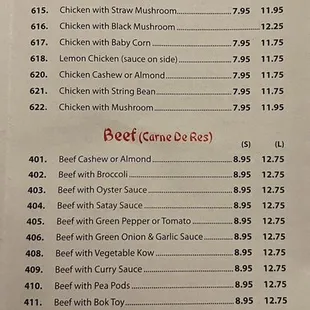 615. Chicken with Straw Mushroom 7.95 11.95
616. Chicken with Black Mushroom 12.25
617. Chicken with Baby Corn 7.95 11.75
618. Lemon Chicken (sauce on side) 7.95 11.75
620. Chicken Cashew or Almond 7.95 11.75
621. Chicken with String Bean 7.95 11.75
622. Chicken with Mushroom 7.95 11.95
Beef (Carne De Res)
(S) (L)
401. Beef Cashew or Almond 8.95 12.75
402. Beef with Broccoli 8.95 12.75
403. Beef with Oyster Sauce 8.95 12.75
404. Beef with Satay Sauce 8.95 12.75
405. Beef with Green Pepper or Tomato 8.95 12.75
406. Beef with Green Onion & Garlic Sauce 8.95 12.75
408. Beef with Vegetable Kow 8.95 12.75
409. Beef with Curry Sauce 8.95 12.75
410. Beef with Pea Pods 8.95 12.75
411. Beef with Bok Toy 8.95 12.75